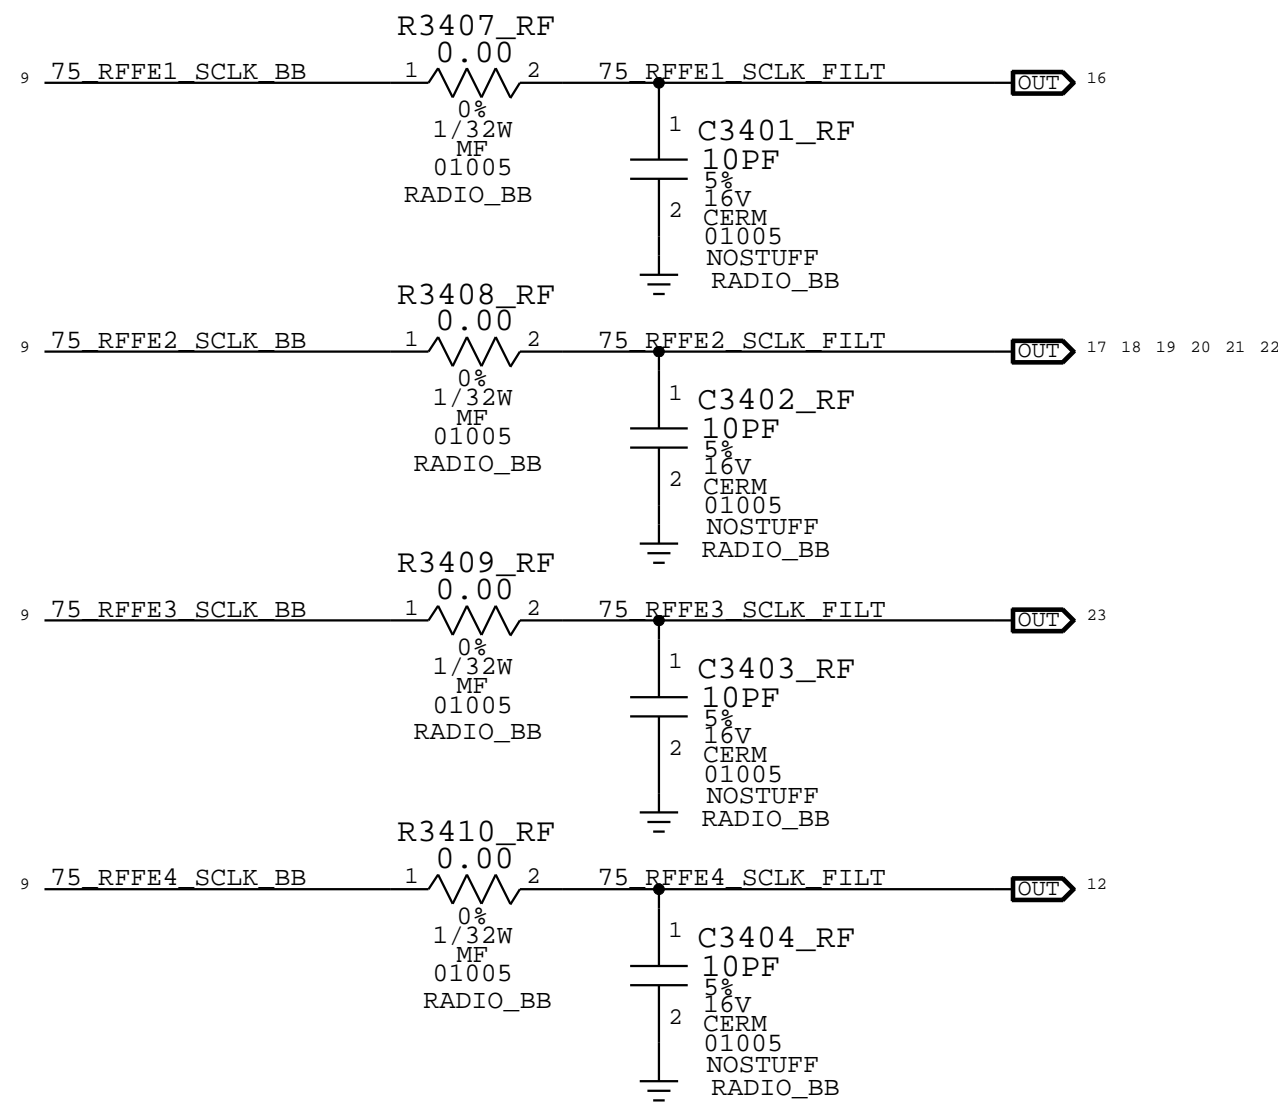 R3407_RF
0.00
9 75_RFFE1_SCLK_BB 1 2 75_RFFE1_SCLK_FILT OUT 16
0%
1/32W
MF
01005
RADIO_BB
1 C3401_RF
10PF
5%
16V
2 CERM
01005
NOSTUFF
RADIO_BB
R3408_RF
0.00
9 75_RFFE2_SCLK_BB 1 2 75_RFFE2_SCLK_FILT OUT 17 18 19 20 21 22
0%
1/32W
MF
01005
RADIO_BB
1 C3402_RF
10PF
5%
16V
2 CERM
01005
NOSTUFF
RADIO_BB
R3409_RF
0.00
9 75_RFFE3_SCLK_BB 1 2 75_RFFE3_SCLK_FILT OUT 23
0%
1/32W
MF
01005
RADIO_BB
1 C3403_RF
10PF
5%
16V
2 CERM
01005
NOSTUFF
RADIO_BB
R3410_RF
0.00
9 75_RFFE4_SCLK_BB 1 2 75_RFFE4_SCLK_FILT OUT 12
0%
1/32W
MF
01005
RADIO_BB
1 C3404_RF
10PF
5%
16V
2 CERM
01005
NOSTUFF
RADIO_BB